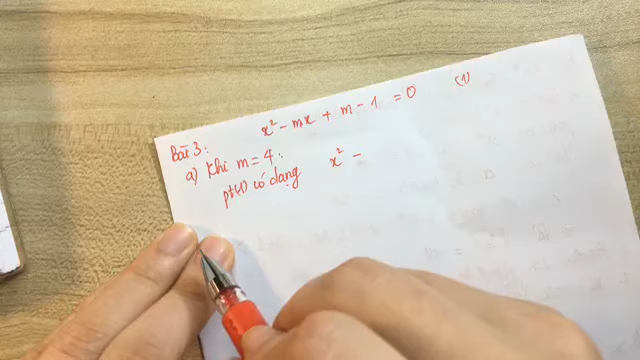 Bài 3: x² - mx + m - 1 = 0 (1)
a) Khi m = 4:
pt(1) có dạng x² -